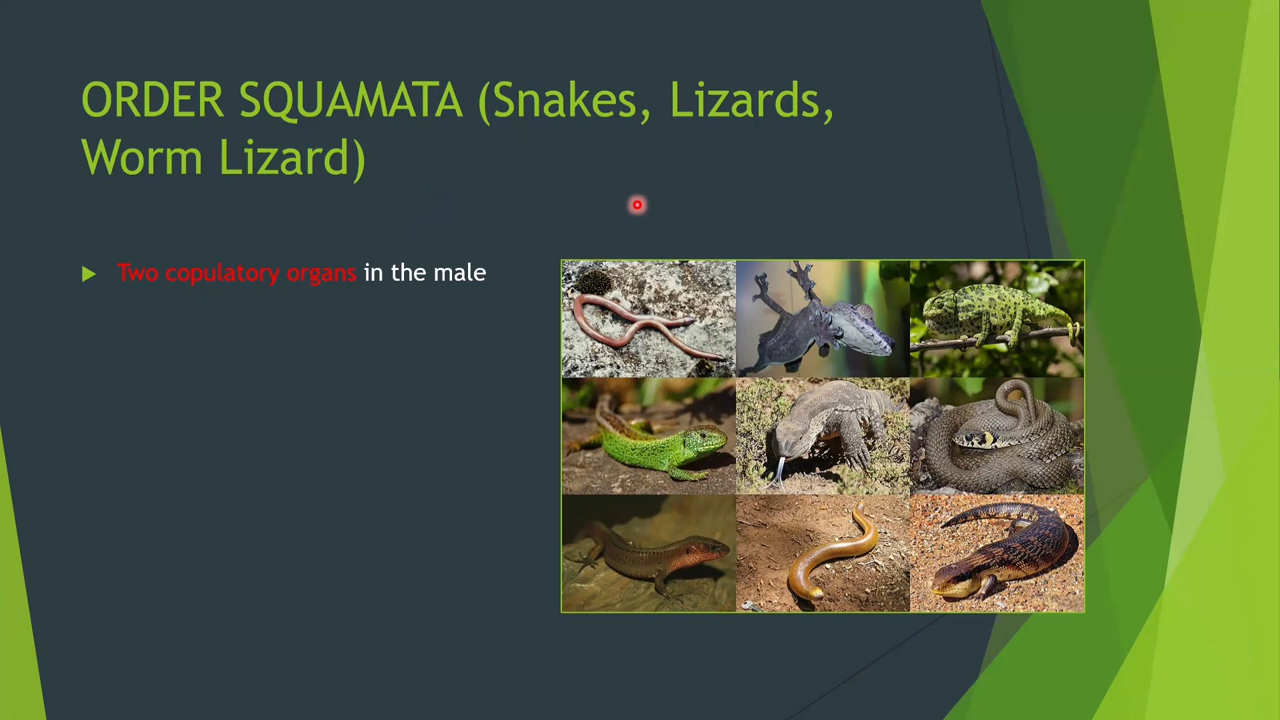 ORDER SQUAMATA (Snakes, Lizards,
Worm Lizard)
Two copulatory organs in the male